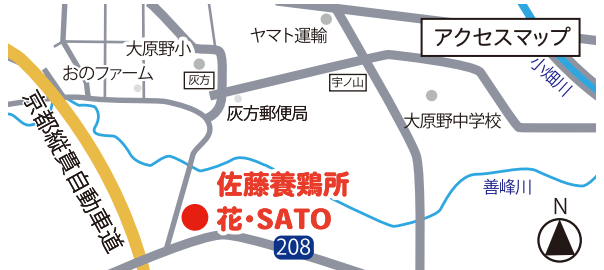 アクセスマップ
大原野小
ヤマト運輸
おのファーム
灰方
宇ノ山
小畑川
京都縦貫自動車道
灰方郵便局
大原野中学校
佐藤養鶏所
花・SATO
善峰川
208
N